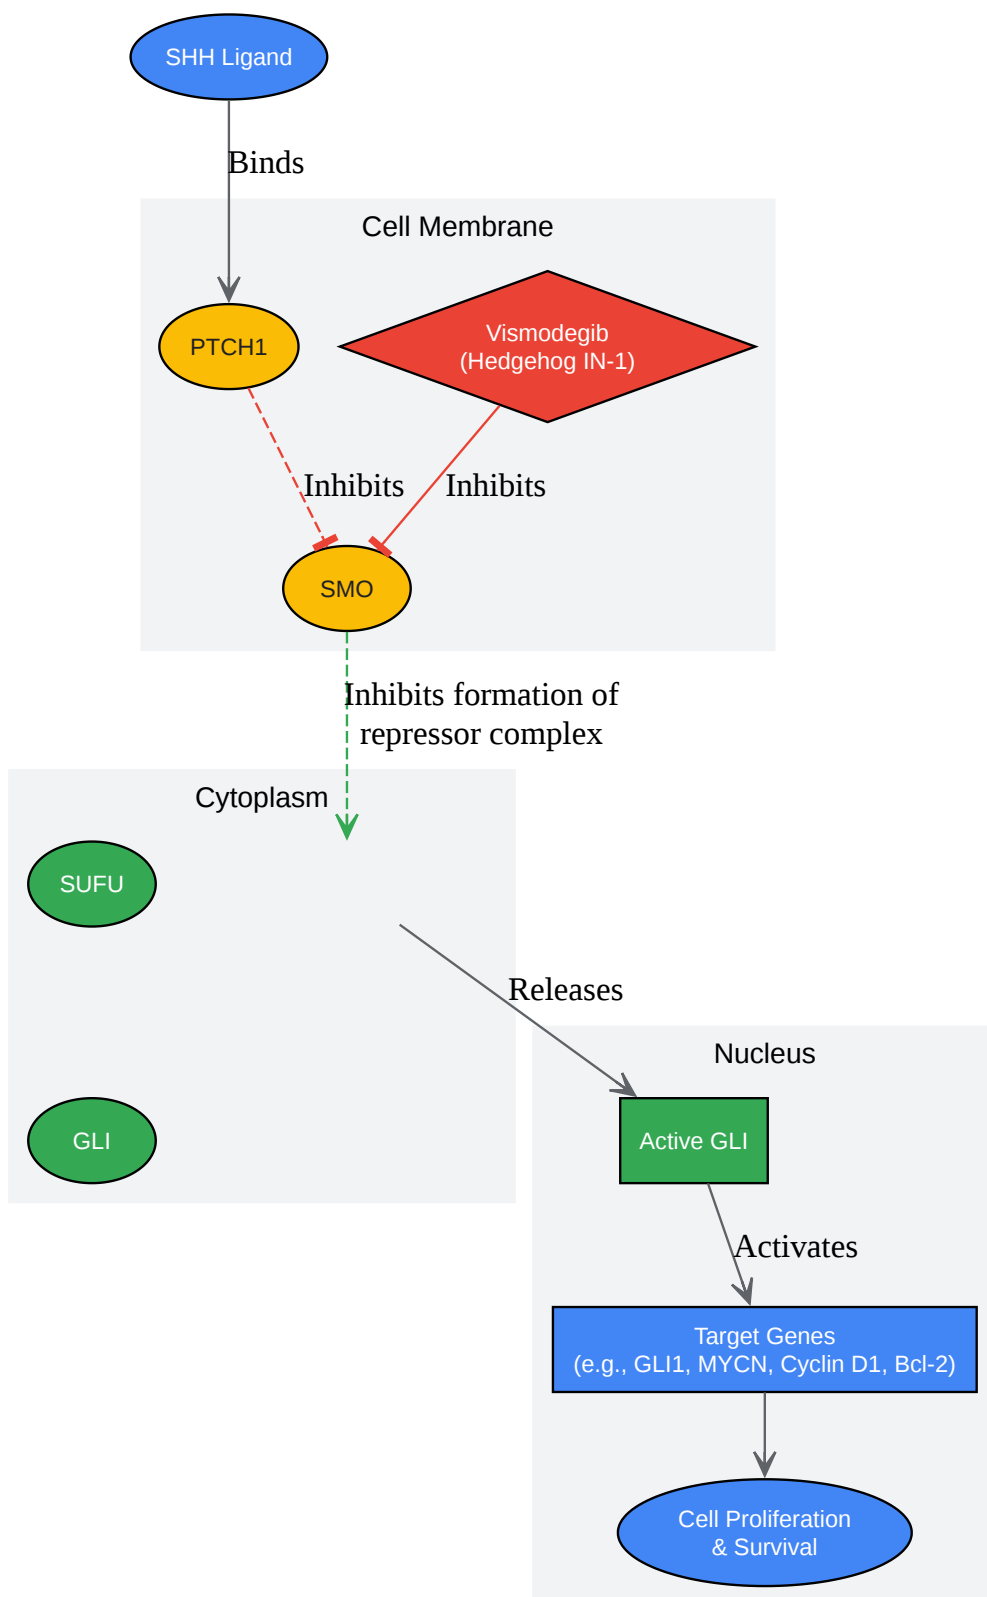 SHH Ligand
Binds
Cell Membrane
PTCH1
Vismodegib
(Hedgehog IN-1)
Inhibits
Inhibits
SMO
Inhibits formation of
repressor complex
Cytoplasm
SUFU
Releases
Nucleus
GLI
Active GLI
Activates
Target Genes
(e.g., GLI1, MYCN, Cyclin D1, Bcl-2)
Cell Proliferation
& Survival